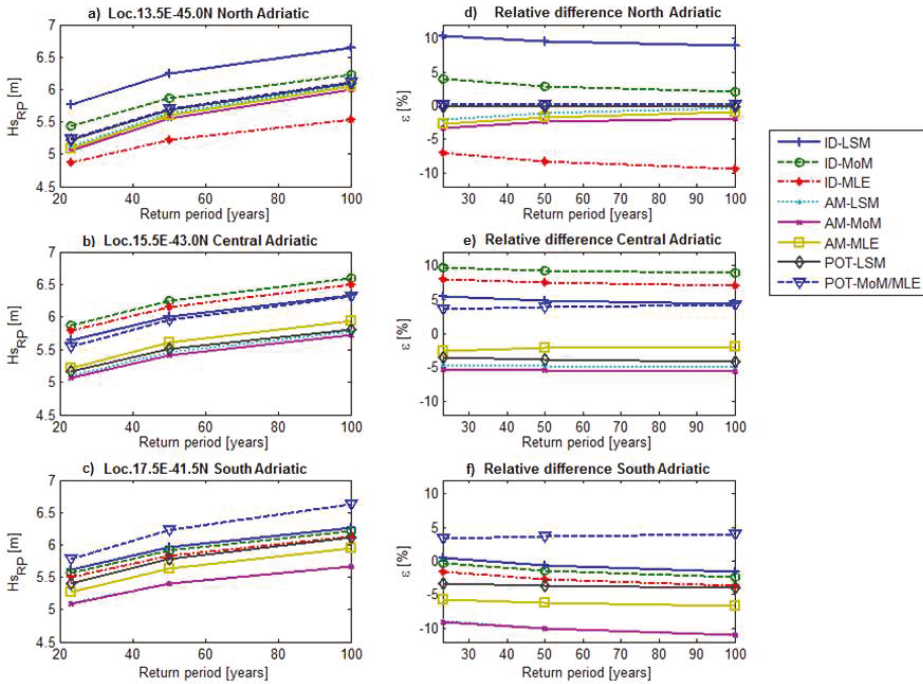 a) Loc.13.5E-45.0N North Adriatic
7
6.5
6
5.5
5
4.5
HsRP [m]
20 40 60 80 100
Return period [years]
d) Relative difference North Adriatic
10
5
0
-5
-10
ε [%]
30 40 50 60 70 80 90 100
Return period [years]
b) Loc.15.5E-43.0N Central Adriatic
7
6.5
6
5.5
5
4.5
HsRP [m]
20 40 60 80 100
Return period [years]
e) Relative difference Central Adriatic
10
5
0
-5
-10
ε [%]
30 40 50 60 70 80 90 100
Return period [years]
c) Loc.17.5E-41.5N South Adriatic
7
6.5
6
5.5
5
4.5
HsRP [m]
20 40 60 80 100
Return period [years]
f) Relative difference South Adriatic
10
5
0
-5
-10
ε [%]
30 40 50 60 70 80 90 100
Return period [years]
ID-LSM
ID-MoM
ID-MLE
AM-LSM
AM-MoM
AM-MLE
POT-LSM
POT-MoM/MLE